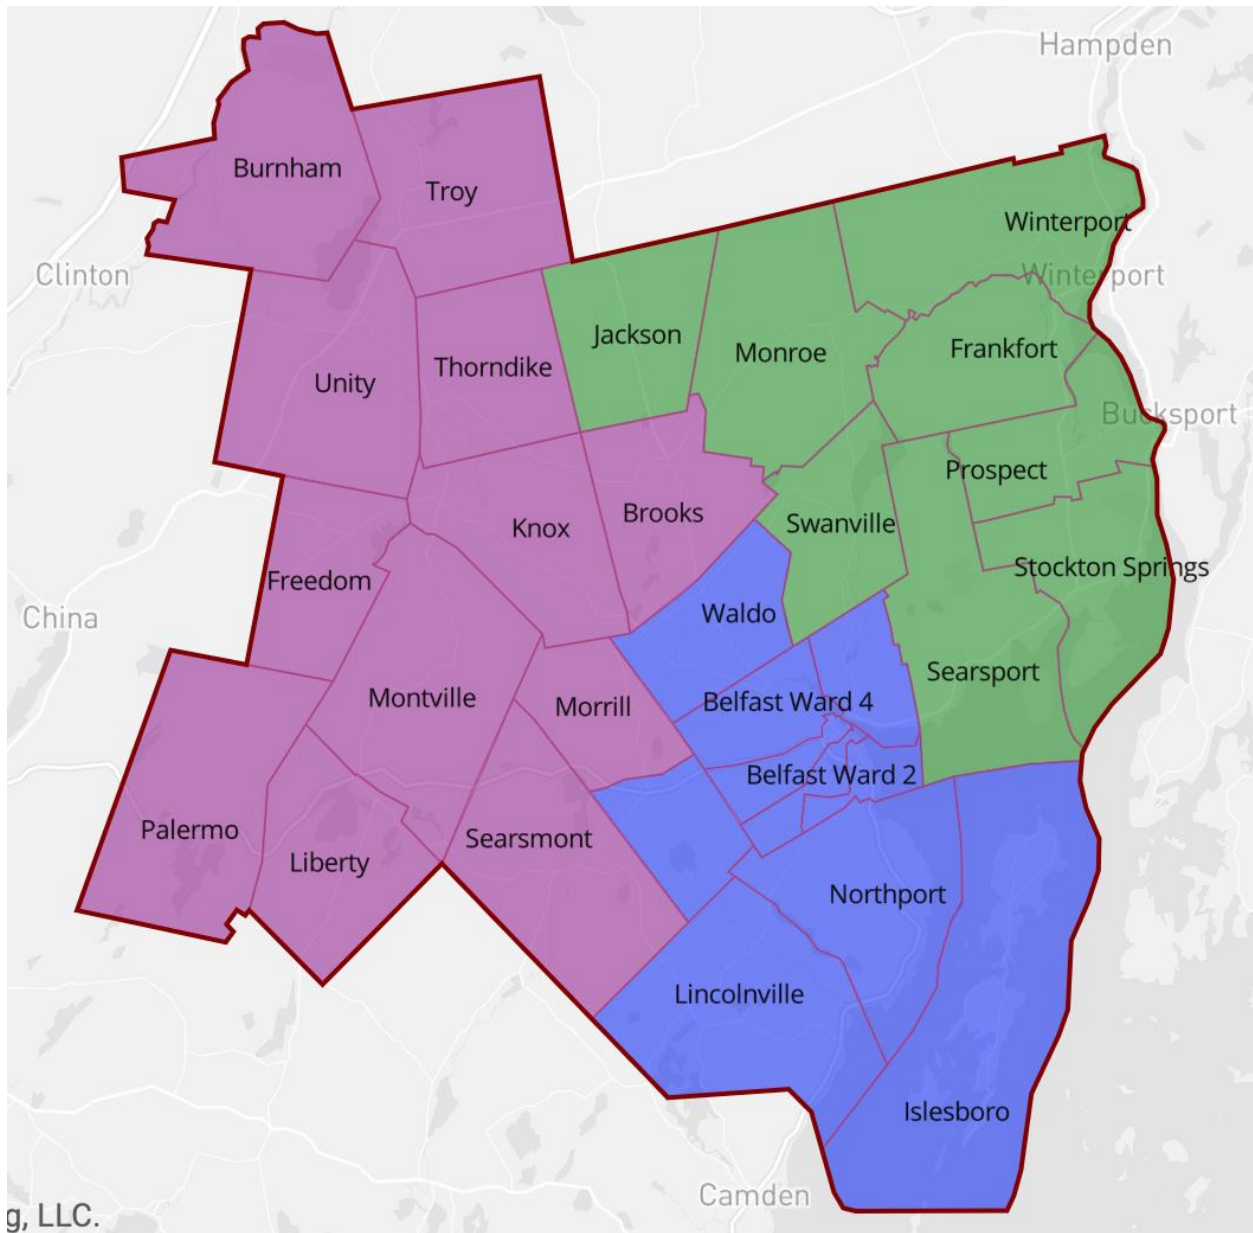 Hampden
Burnham
Troy
Winterport
Clinton
Winterport
Jackson
Monroe
Frankfort
Thorndike
Unity
Bucksport
Prospect
Brooks
Swanville
Knox
Stockton Springs
Freedom
Waldo
China
Searsport
Montville
Morrill
Belfast Ward 4
Belfast Ward 2
Palermo
Searsmont
Liberty
Northport
Lincolnville
Islesboro
Camden
g, LLC.